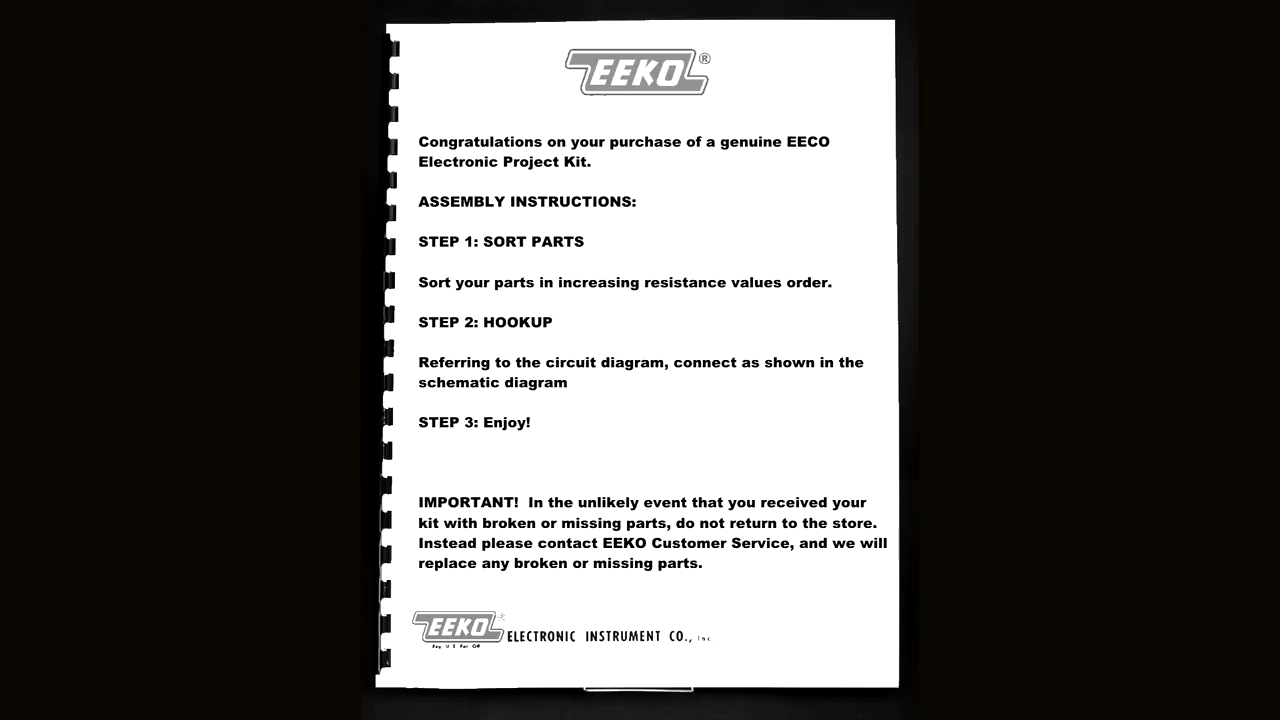 EEKO®
Congratulations on your purchase of a genuine EECO
Electronic Project Kit.
ASSEMBLY INSTRUCTIONS:
STEP 1: SORT PARTS
Sort your parts in increasing resistance values order.
STEP 2: HOOKUP
Referring to the circuit diagram, connect as shown in the
schematic diagram
STEP 3: Enjoy!
IMPORTANT!  In the unlikely event that you received your
kit with broken or missing parts, do not return to the store.
Instead please contact EEKO Customer Service, and we will
replace any broken or missing parts.
EEKO® ELECTRONIC INSTRUMENT CO., Inc.
Reg U S Pat Off